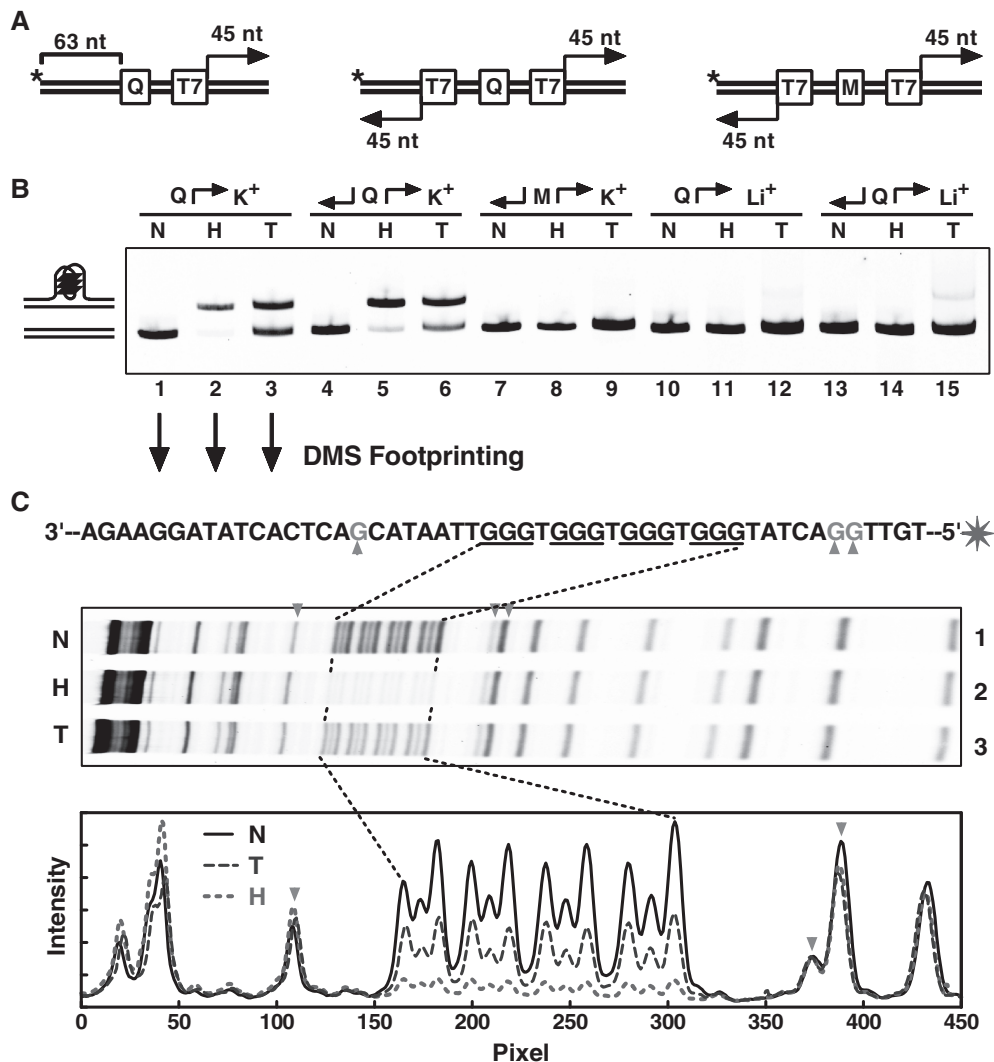 A
63 nt
45 nt
*
Q
T7
45 nt
*
T7
Q
T7
45 nt
45 nt
*
T7
M
T7
45 nt
B
Q K+
Q K+
M K+
Q Li+
Q Li+
N H T N H T N H T N H T N H T
1 2 3 4 5 6 7 8 9 10 11 12 13 14 15
DMS Footprinting
C
3'--AGAAGGATATCACTCAGCATAATTGGGTGGGTGGGTGGGTATCAGGTTGT--5'
N 1
H 2
T 3
N
T
H
Intensity
0 50 100 150 200 250 300 350 400 450
Pixel